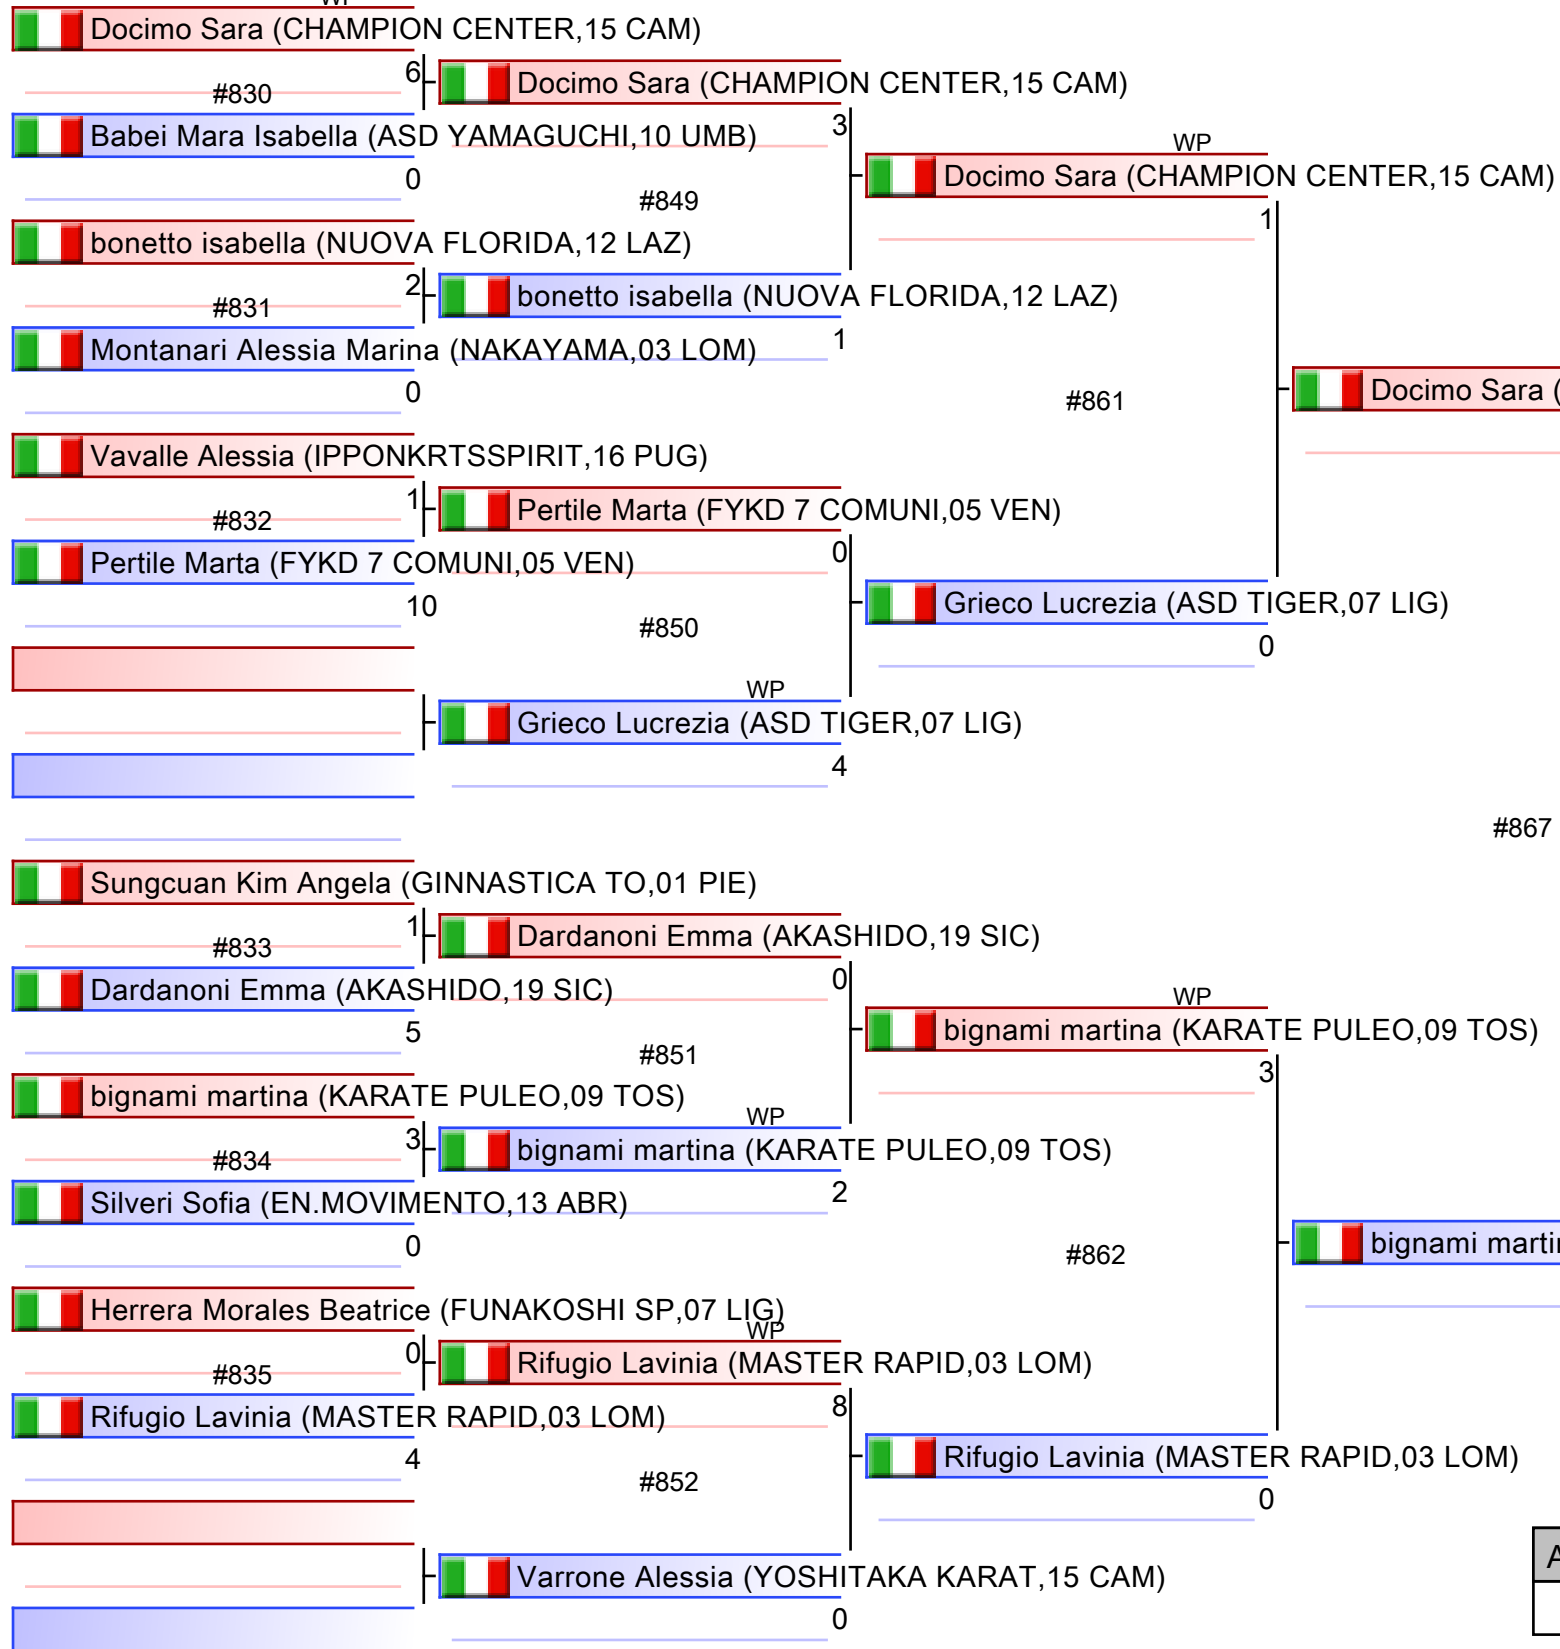 WP
Docimo Sara (CHAMPION CENTER,15 CAM)
6
#830
Babei Mara Isabella (ASD YAMAGUCHI,10 UMB)
0
bonetto isabella (NUOVA FLORIDA,12 LAZ)
2
#831
Montanari Alessia Marina (NAKAYAMA,03 LOM)
0
Vavalle Alessia (IPPONKRTSSPIRIT,16 PUG)
1
#832
Pertile Marta (FYKD 7 COMUNI,05 VEN)
10
Sungcuan Kim Angela (GINNASTICA TO,01 PIE)
1
#833
Dardanoni Emma (AKASHIDO,19 SIC)
5
bignami martina (KARATE PULEO,09 TOS)
3
#834
Silveri Sofia (EN.MOVIMENTO,13 ABR)
0
Herrera Morales Beatrice (FUNAKOSHI SP,07 LIG)
0
#835
Rifugio Lavinia (MASTER RAPID,03 LOM)
4
Docimo Sara (CHAMPION CENTER,15 CAM)
3
#849
bonetto isabella (NUOVA FLORIDA,12 LAZ)
1
Pertile Marta (FYKD 7 COMUNI,05 VEN)
0
#850
WP
Grieco Lucrezia (ASD TIGER,07 LIG)
4
Dardanoni Emma (AKASHIDO,19 SIC)
0
#851
WP
bignami martina (KARATE PULEO,09 TOS)
2
WP
Rifugio Lavinia (MASTER RAPID,03 LOM)
8
#852
Varrone Alessia (YOSHITAKA KARAT,15 CAM)
0
WP
Docimo Sara (CHAMPION CENTER,15 CAM)
1
#861
Grieco Lucrezia (ASD TIGER,07 LIG)
0
WP
bignami martina (KARATE PULEO,09 TOS)
3
#862
Rifugio Lavinia (MASTER RAPID,03 LOM)
0
Docimo Sara (
#867
bignami marti
A